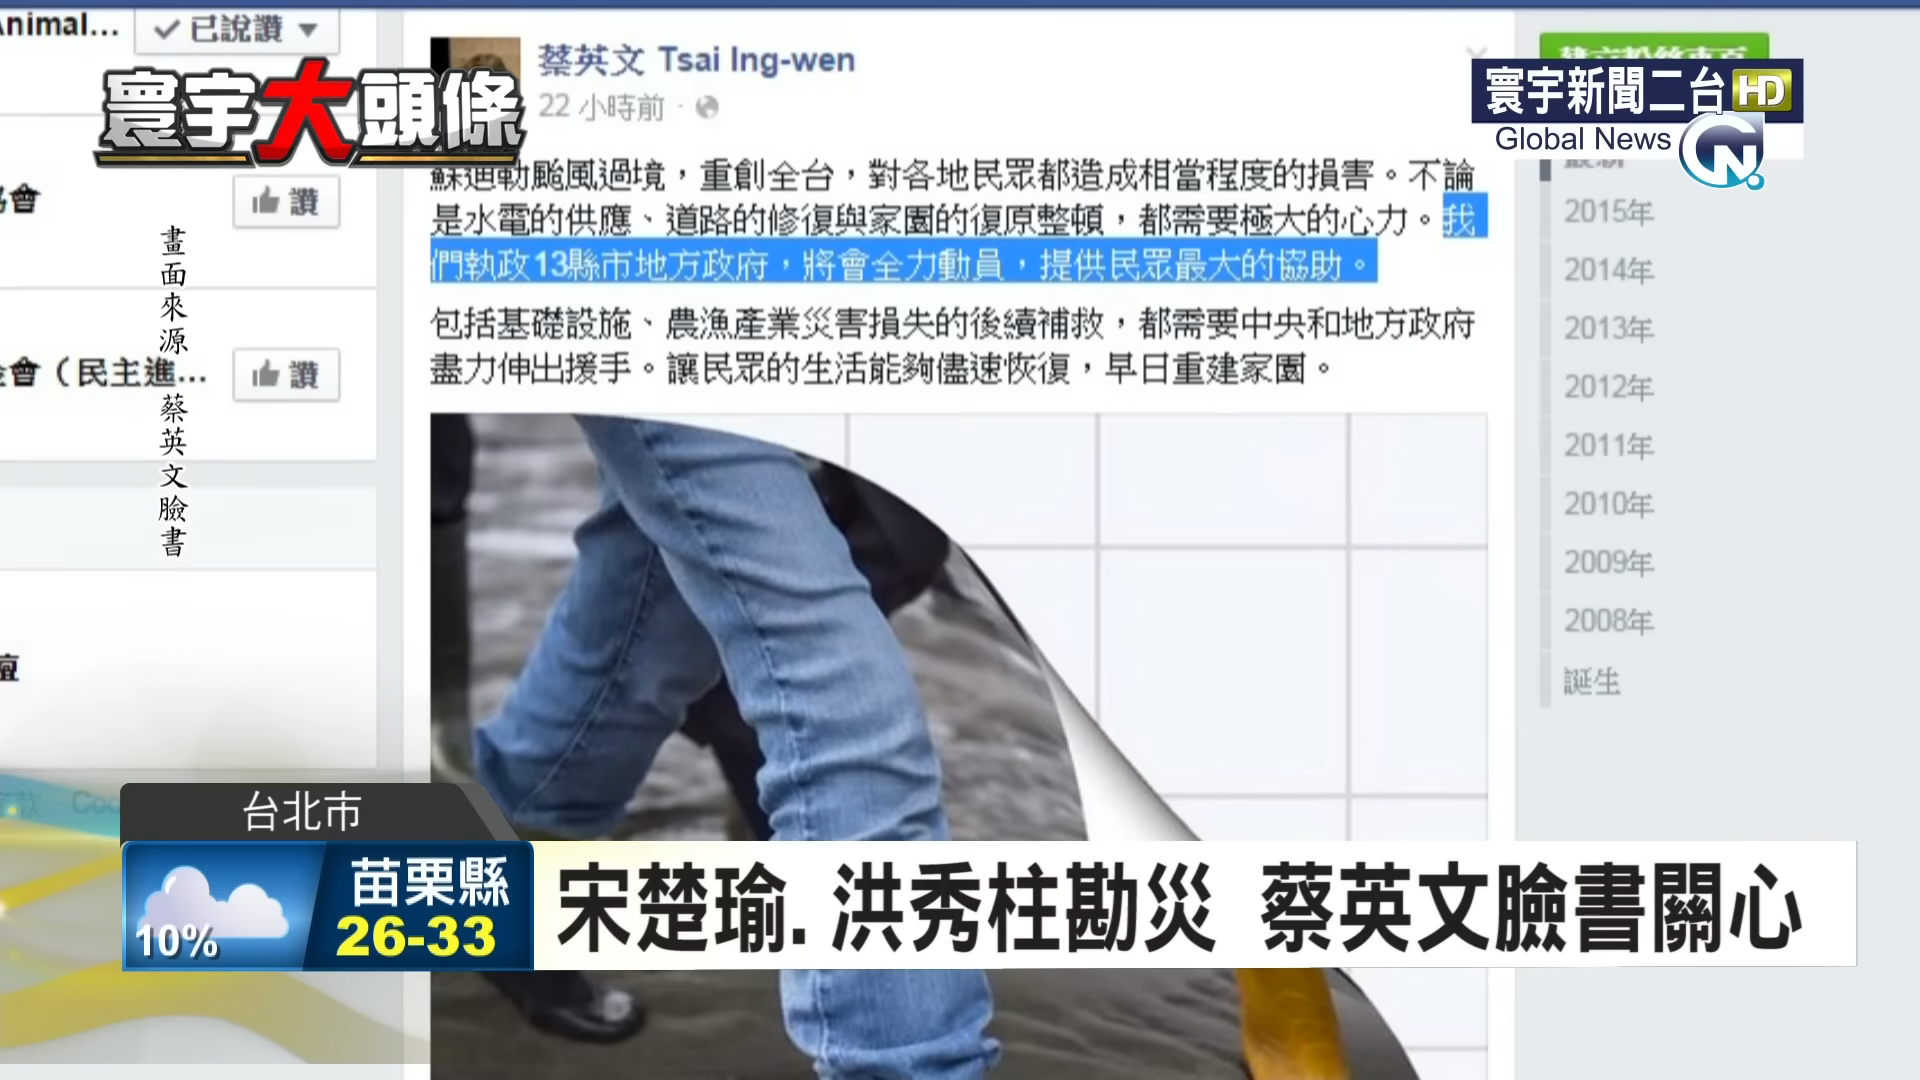 Animal...
已說讚
蔡英文 Tsai Ing-wen
22 小時前
寰宇大頭條
寰宇新聞二台 HD
Global News
蘇迪勒颱風過境，重創全台，對各地民眾都造成相當程度的損害。不論
是水電的供應、道路的修復與家園的復原整頓，都需要極大的心力。我
們執政13縣市地方政府，將會全力動員，提供民眾最大的協助。
包括基礎設施、農漁產業災害損失的後續補救，都需要中央和地方政府
盡力伸出援手。讓民眾的生活能夠儘速恢復，早日重建家園。
會
讚
會（民主進...
讚
畫面來源 蔡英文臉書
2015年
2014年
2013年
2012年
2011年
2010年
2009年
2008年
誕生
台北市
苗栗縣
10%
26-33
宋楚瑜.洪秀柱勘災 蔡英文臉書關心